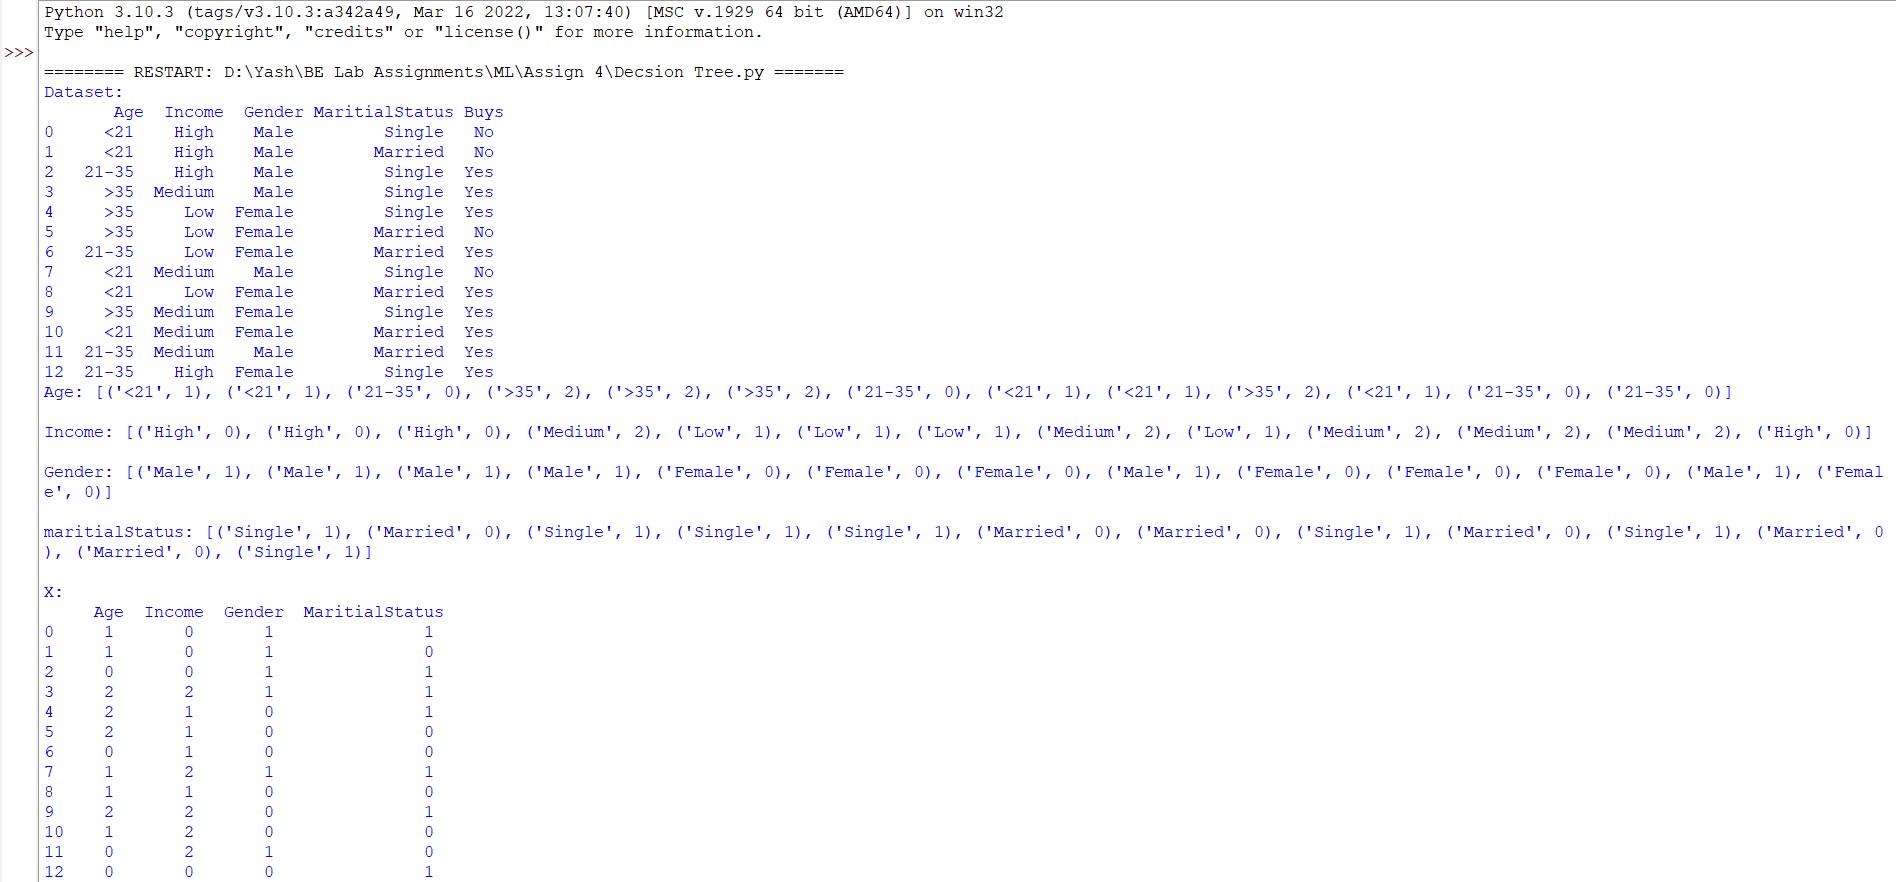 Python 3.10.3 (tags/v3.10.3:a342a49, Mar 16 2022, 13:07:40) [MSC v.1929 64 bit (AMD64)] on win32
Type "help", "copyright", "credits" or "license()" for more information.
>>>
======== RESTART: D:\Yash\BE Lab Assignments\ML\Assign 4\Decsion Tree.py =======
Dataset:
       Age  Income  Gender MaritialStatus Buys
0      <21    High    Male         Single   No
1      <21    High    Male        Married   No
2    21-35    High    Male         Single  Yes
3      >35  Medium    Male         Single  Yes
4      >35     Low  Female         Single  Yes
5      >35     Low  Female        Married   No
6    21-35     Low  Female        Married  Yes
7      <21  Medium    Male         Single   No
8      <21     Low  Female        Married  Yes
9      >35  Medium  Female         Single  Yes
10     <21  Medium  Female        Married  Yes
11   21-35  Medium    Male        Married  Yes
12   21-35    High  Female         Single  Yes
Age: [('<21', 1), ('<21', 1), ('21-35', 0), ('>35', 2), ('>35', 2), ('>35', 2), ('21-35', 0), ('<21', 1), ('<21', 1), ('>35', 2), ('<21', 1), ('21-35', 0), ('21-35', 0)]
Income: [('High', 0), ('High', 0), ('High', 0), ('Medium', 2), ('Low', 1), ('Low', 1), ('Low', 1), ('Medium', 2), ('Low', 1), ('Medium', 2), ('Medium', 2), ('Medium', 2), ('High', 0)]
Gender: [('Male', 1), ('Male', 1), ('Male', 1), ('Male', 1), ('Female', 0), ('Female', 0), ('Female', 0), ('Male', 1), ('Female', 0), ('Female', 0), ('Female', 0), ('Male', 1), ('Femal
e', 0)]
maritialStatus: [('Single', 1), ('Married', 0), ('Single', 1), ('Single', 1), ('Single', 1), ('Married', 0), ('Married', 0), ('Single', 1), ('Married', 0), ('Single', 1), ('Married', 0
), ('Married', 0), ('Single', 1)]
X:
     Age  Income  Gender  MaritialStatus
0      1       0       1               1
1      1       0       1               0
2      0       0       1               1
3      2       2       1               1
4      2       1       0               1
5      2       1       0               0
6      0       1       0               0
7      1       2       1               1
8      1       1       0               0
9      2       2       0               1
10     1       2       0               0
11     0       2       1               0
12     0       0       0               1